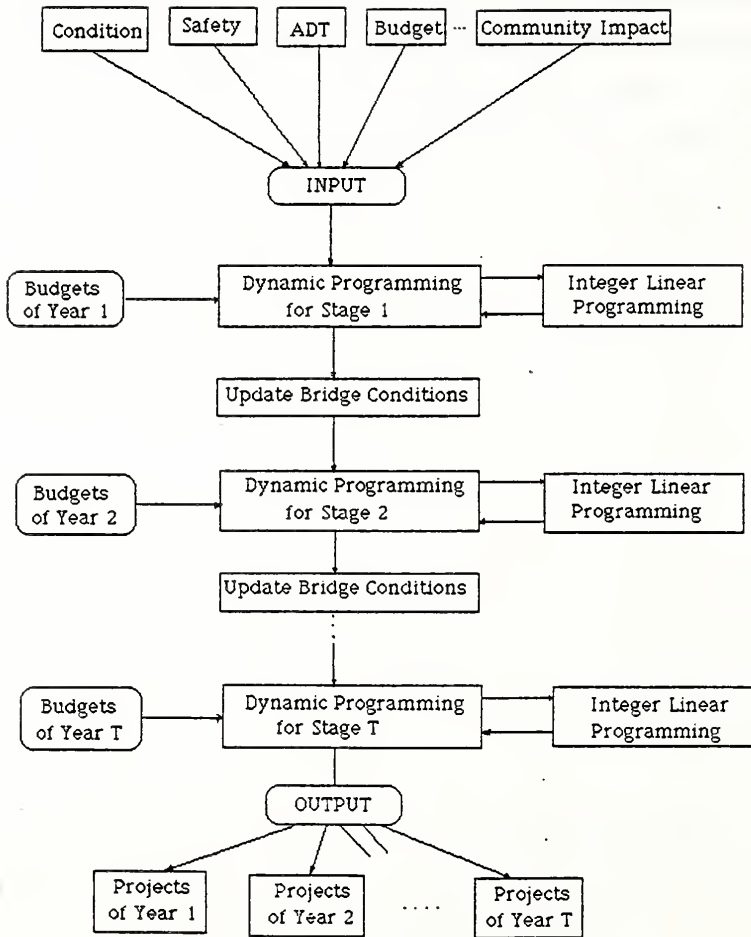 Condition
Safety
ADT
Budget
...
Community Impact
INPUT
Budgets
of Year 1
Dynamic Programming
for Stage 1
Integer Linear
Programming
Update Bridge Conditions
Budgets
of Year 2
Dynamic Programming
for Stage 2
Integer Linear
Programming
Update Bridge Conditions
Budgets
of Year T
Dynamic Programming
for Stage T
Integer Linear
Programming
OUTPUT
Projects
of Year 1
Projects
of Year 2
....
Projects
of Year T